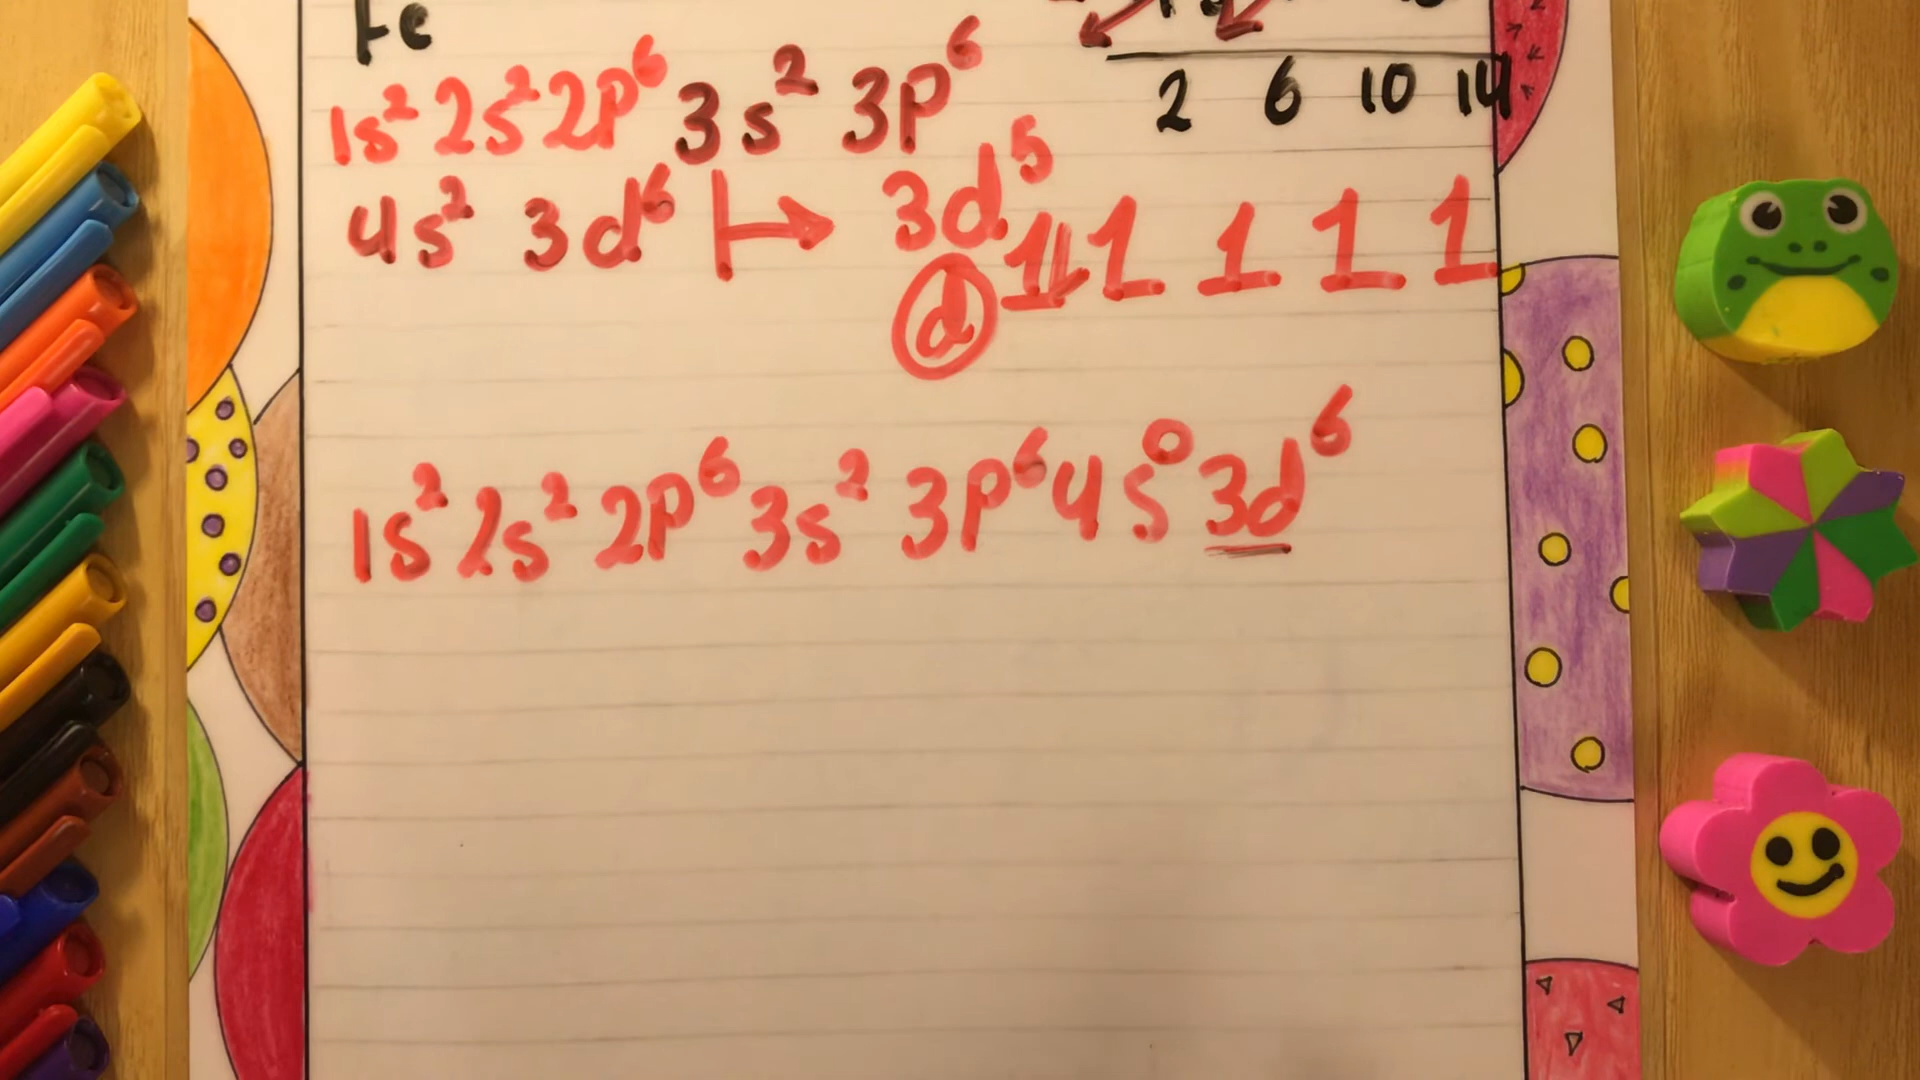 Fe
2 6 10 14
1s² 2s² 2p⁶ 3s² 3p⁶
4s² 3d⁶ |→ 3d⁵
ⓓ 1 1 1 1 1
1s² 2s² 2p⁶ 3s² 3p⁶ 4s⁰ 3d⁶